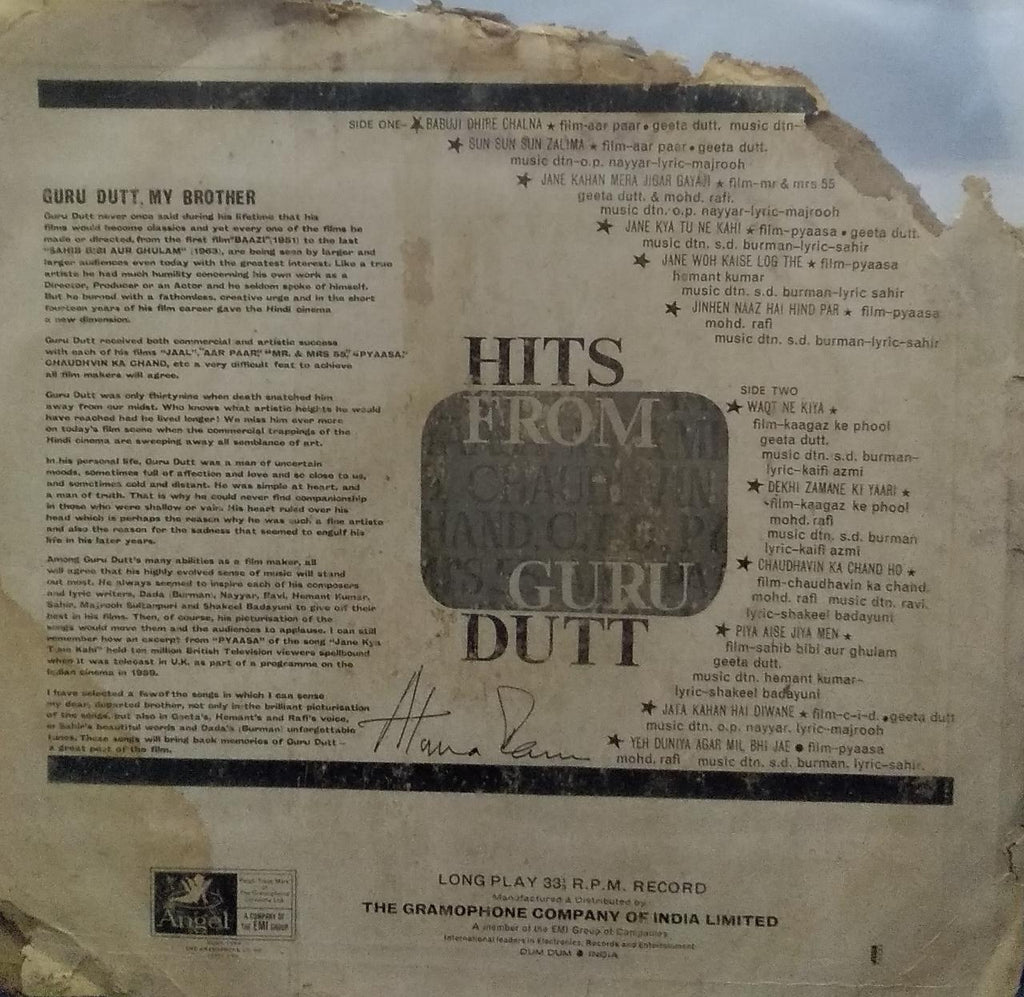 SIDE ONE- ★ BABUJI DHIRE CHALNA ★ film-aar paar • geeta dutt. music dtn-
★ SUN SUN SUN ZALIMA ★ film-aar paar • geeta dutt.
music dtn-o.p. nayyar-lyric-majrooh
★ JANE KAHAN MERA JIGAR GAYAJI ★ film-mr & mrs 55
geeta dutt. & mohd. rafi.
music dtn. o.p. nayyar-lyric-majrooh
★ JANE KYA TU NE KAHI ★ film-pyaasa • geeta dutt.
music dtn. s.d. burman-lyric-sahir
★ JANE WOH KAISE LOG THE ★ film-pyaasa
hemant kumar
music dtn. s.d. burman-lyric sahir
★ JINHEN NAAZ HAI HIND PAR ★ film-pyaasa
mohd. rafi
music dtn. s.d. burman-lyric-sahir
GURU DUTT, MY BROTHER
Guru Dutt never once said during his lifetime that his
films would become classics and yet every one of the films he
made or directed, from the first film "BAAZI" (1951) to the last
"SAHIB BIBI AUR GHULAM" (1963), are being seen by larger and
larger audiences even today with the greatest interest. Like a true
artiste he had much humility concerning his own work as a
Director, Producer or an Actor and he seldom spoke of himself.
But he burned with a fathomless, creative urge and in the short
fourteen years of his film career gave the Hindi cinema
a new dimension.
Guru Dutt received both commercial and artistic success
with each of his films "JAAL", "AAR PAAR," "MR. & MRS 55," "PYAASA,"
CHAUDHVIN KA CHAND, etc a very difficult feat to achieve
all film makers will agree.
Guru Dutt was only thirtynine when death snatched him
away from our midst. Who knows what artistic heights he would
have reached had he lived longer! We miss him ever more
on today's film scene when the commercial trappings of the
Hindi cinema are sweeping away all semblance of art.
In his personal life, Guru Dutt was a man of uncertain
moods, sometimes full of affection and love and so close to us,
and sometimes cold and distant. He was simple at heart, and
a man of truth. That is why he could never find companionship
in those who were shallow or vain. His heart ruled over his
head which is perhaps the reason why he was such a fine artiste
and also the reason for the sadness that seemed to engulf his
life in his later years.
Among Guru Dutt's many abilities as a film maker, all
will agree that his highly evolved sense of music will stand
out most. He always seemed to inspire each of his composers
and lyric writers, Dada (Burman), Nayyar, Ravi, Hemant Kumar,
Sahir, Majrooh Sultanpuri and Shakeel Badayuni to give off their
best in his films. Then, of course, his picturisation of the
songs would move them and the audiences to applause. I can still
remember how an excerpt from "PYAASA" of the song "Jane Kya
Tune Kahi" held ten million British Television viewers spellbound
when it was telecast in U.K. as part of a programme on the
Indian cinema in 1959.
I have selected a few of the songs in which I can sense
my dear, departed brother, not only in the brilliant picturisation
of the songs, but also in Geeta's, Hemant's and Rafi's voice,
in Sahir's beautiful words and Dada's (Burman) unforgettable
tunes. These songs will bring back memories of Guru Dutt —
a great poet of the film.
Atma Ram
HITS
FROM
GURU
DUTT
SIDE TWO
★ WAQT NE KIYA ★
film-kaagaz ke phool
geeta dutt.
music dtn. s.d. burman-
lyric-kaifi azmi
★ DEKHI ZAMANE KI YAARI ★
film-kaagaz ke phool
mohd. rafi
music dtn. s.d. burman
lyric-kaifi azmi
★ CHAUDHAVIN KA CHAND HO ★
film-chaudhavin ka chand
mohd. rafi music dtn. ravi.
lyric-shakeel badayuni
★ PIYA AISE JIYA MEN ★
film-sahib bibi aur ghulam
geeta dutt.
music dtn. hemant kumar-
lyric-shakeel badayuni
★ JATA KAHAN HAI DIWANE ★ film-c-i-d. • geeta dutt
music dtn. o.p. nayyar. lyric-majrooh
★ YEH DUNIYA AGAR MIL BHI JAE ● film-pyaasa
mohd. rafi music dtn. s.d. burman. lyric-sahir.
Angel
A COMPANY OF
THE EMI GROUP
LONG PLAY 33⅓ R.P.M. RECORD
Manufactured & Distributed by
THE GRAMOPHONE COMPANY OF INDIA LIMITED
A member of the EMI Group of Companies
International leaders in Electronics, Records and Entertainment
DUM DUM ● INDIA